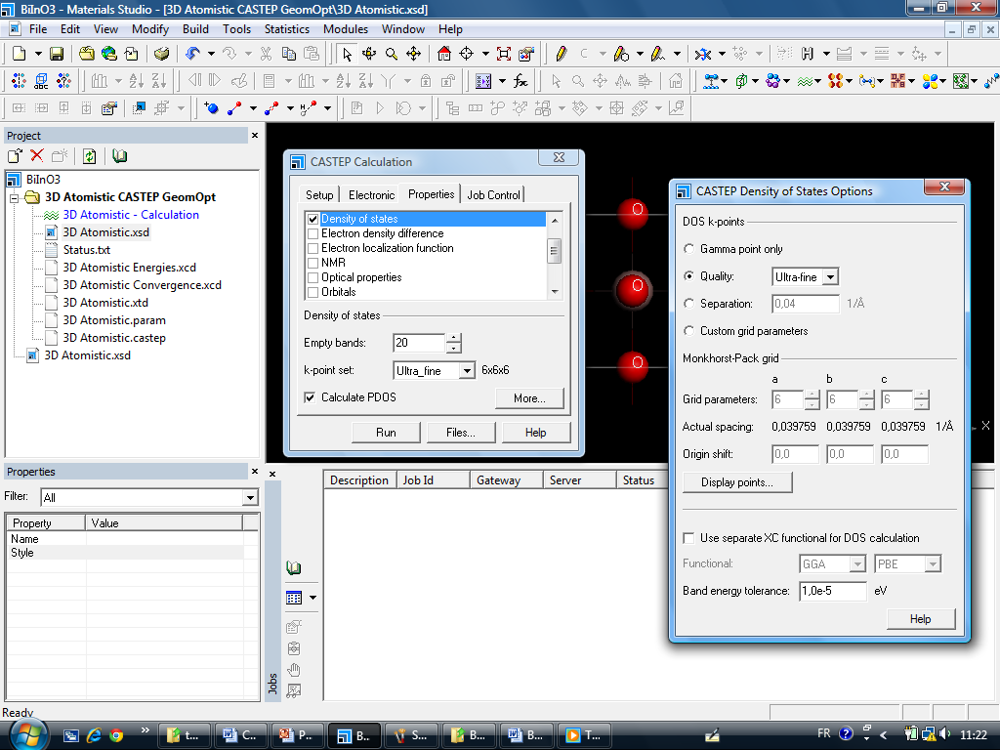 BiInO3 - Materials Studio - [3D Atomistic CASTEP GeomOpt\3D Atomistic.xsd]
File Edit View Modify Build Tools Statistics Modules Window Help
Project
BiInO3
3D Atomistic CASTEP GeomOpt
3D Atomistic - Calculation
3D Atomistic.xsd
Status.txt
3D Atomistic Energies.xcd
3D Atomistic Convergence.xcd
3D Atomistic.xtd
3D Atomistic.param
3D Atomistic.castep
3D Atomistic.xsd
Properties
Filter: All
Property Value
Name
Style
CASTEP Calculation
Setup Electronic Properties Job Control
Density of states
Electron density difference
Electron localization function
NMR
Optical properties
Orbitals
Density of states
Empty bands: 20
k-point set: Ultra_fine 6x6x6
Calculate PDOS More...
Run Files... Help
O
O
O
X
CASTEP Density of States Options
DOS k-points
Gamma point only
Quality: Ultra-fine
Separation: 0,04 1/Å
Custom grid parameters
Monkhorst-Pack grid
a b c
Grid parameters: 6 6 6
Actual spacing: 0,039759 0,039759 0,039759 1/Å
Origin shift: 0,0 0,0 0,0
Display points...
Use separate XC functional for DOS calculation
Functional: GGA PBE
Band energy tolerance: 1,0e-5 eV
Help
Description Job Id Gateway Server Status
Jobs
Ready
t... C... P... B... S... B... B... T... FR 11:22